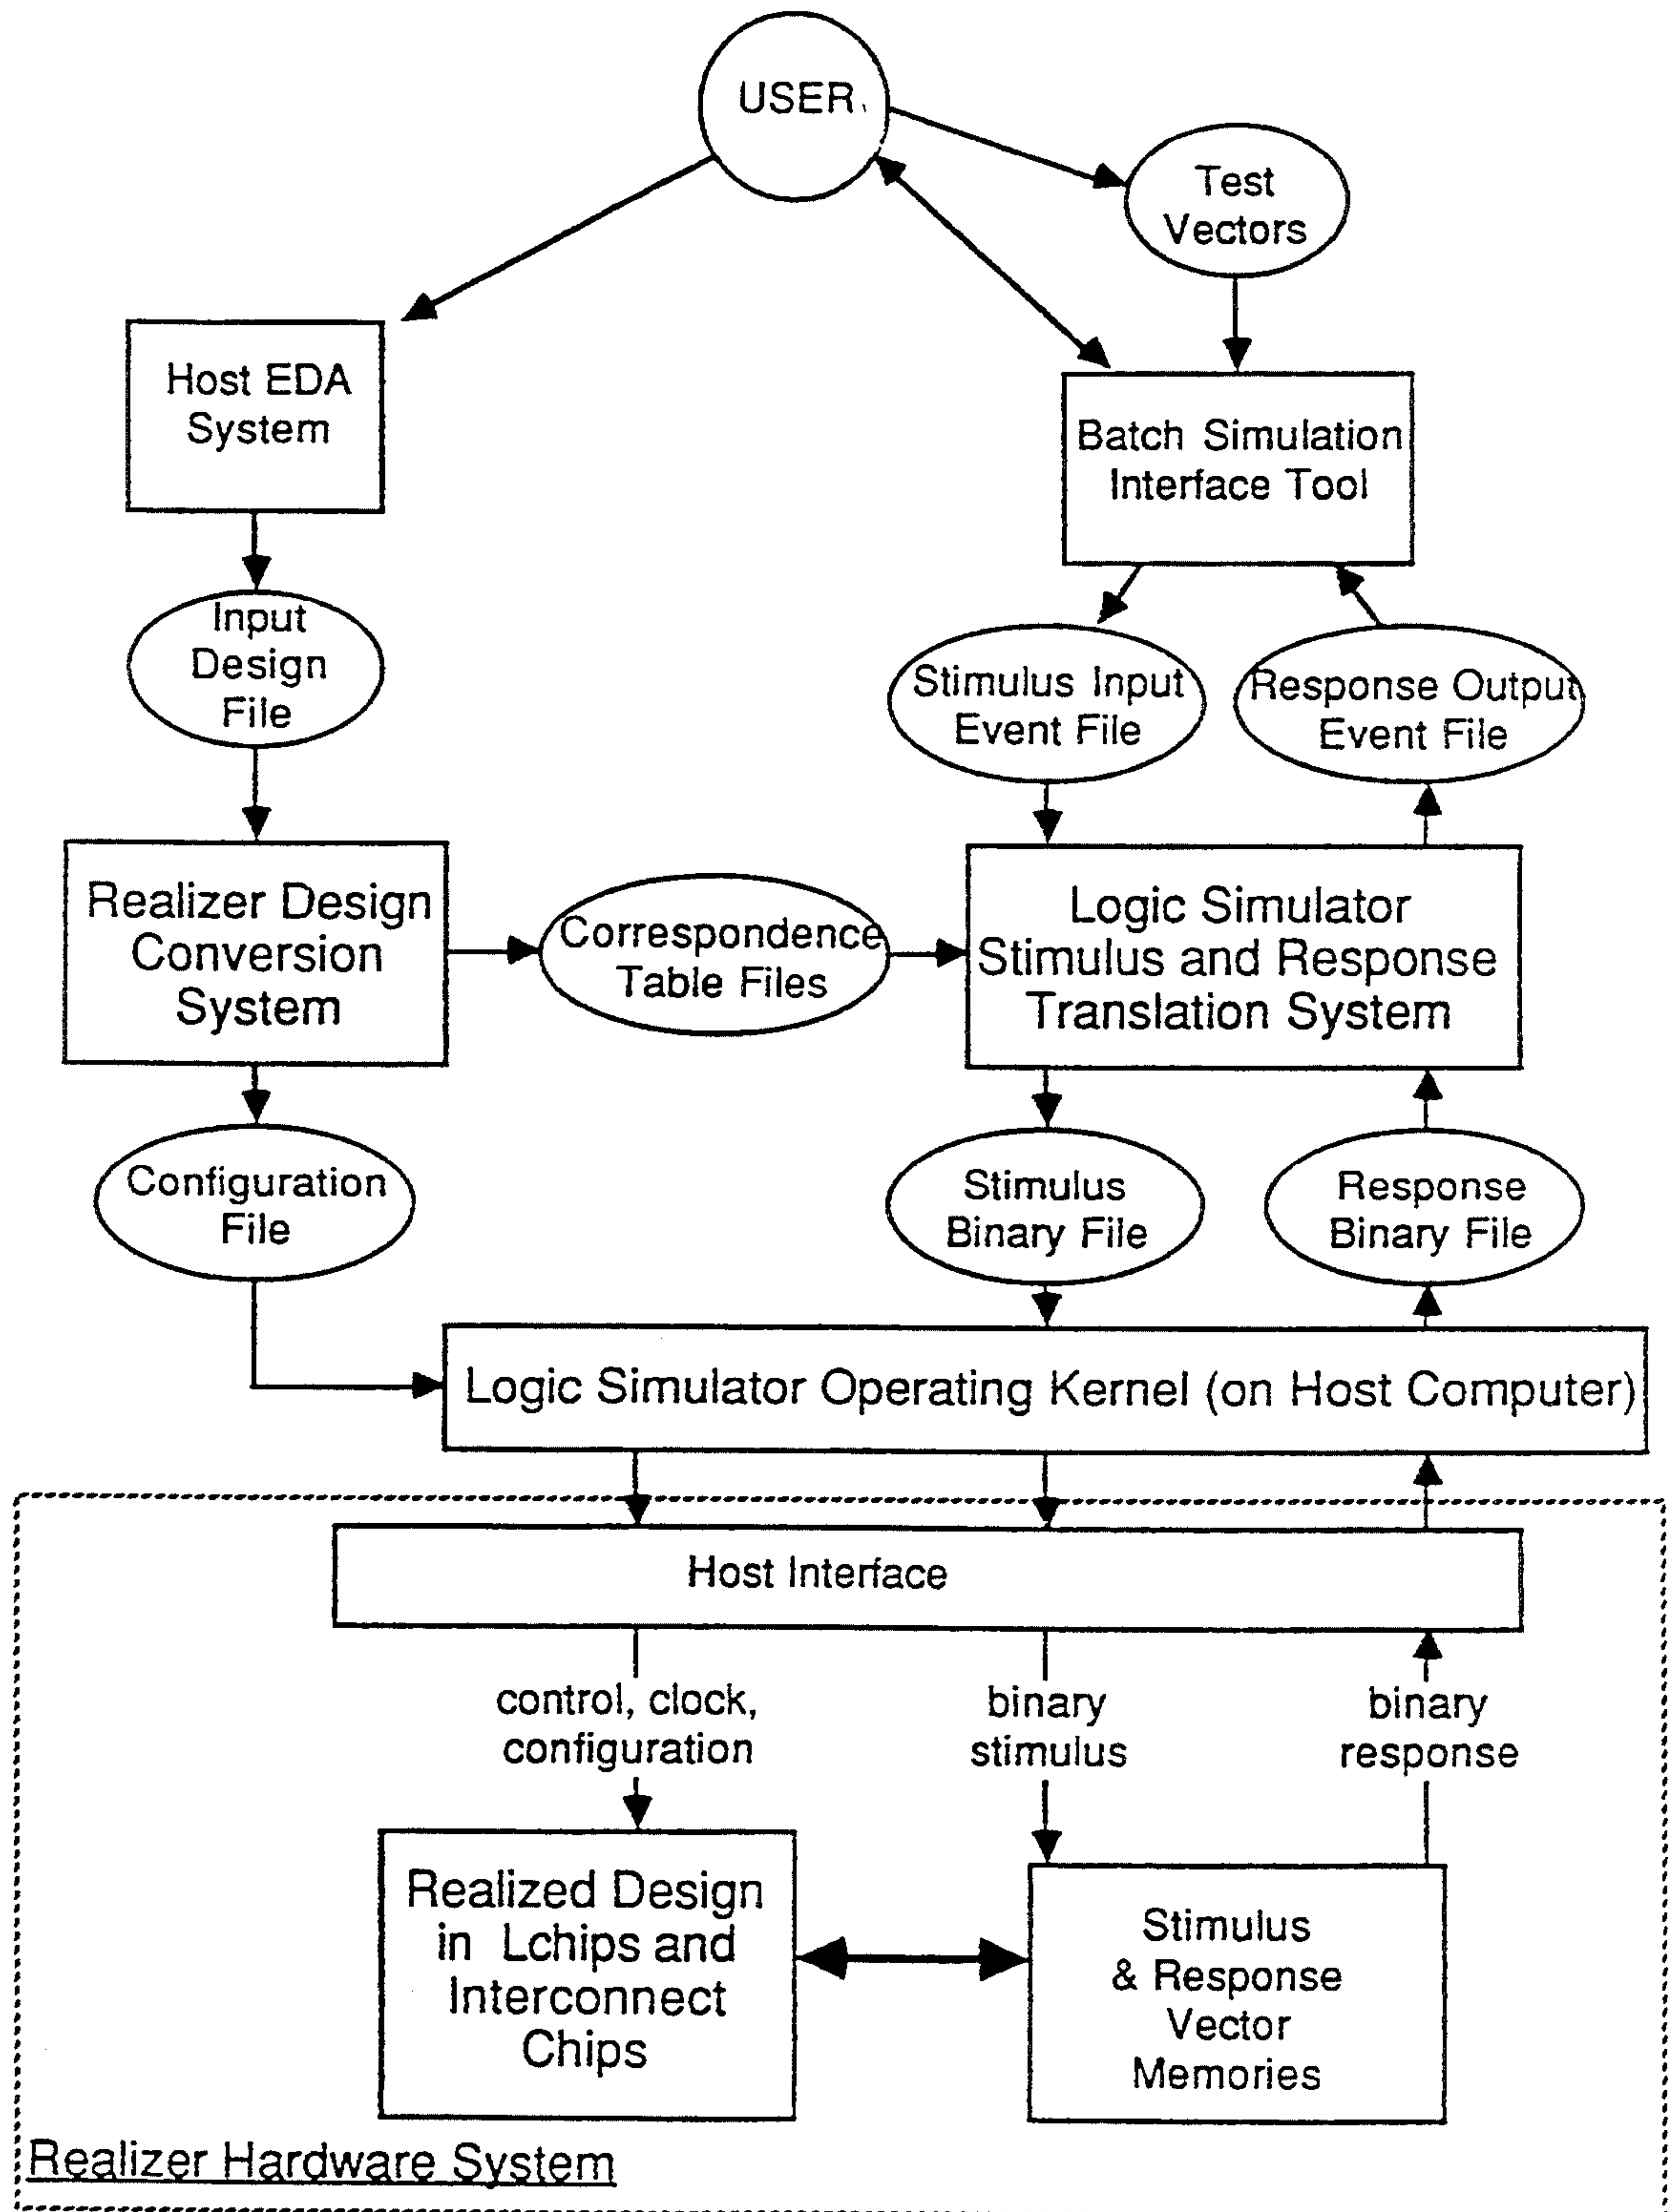 USER
Test
Vectors
Host EDA
System
Batch Simulation
Interface Tool
Input
Design
File
Stimulus Input
Event File
Response Output
Event File
Realizer Design
Conversion
System
Correspondence
Table Files
Logic Simulator
Stimulus and Response
Translation System
Configuration
File
Stimulus
Binary File
Response
Binary File
Logic Simulator Operating Kernel (on Host Computer)
Host Interface
control, clock,
configuration
binary
stimulus
binary
response
Realized Design
in Lchips and
Interconnect
Chips
Stimulus
& Response
Vector
Memories
Realizer Hardware System